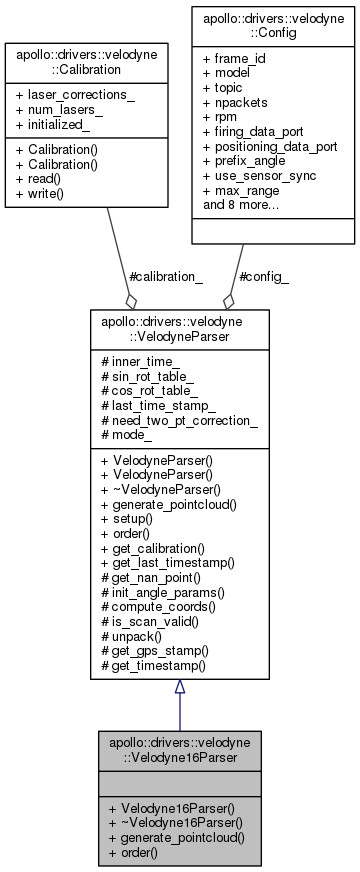 apollo::drivers::velodyne
::Calibration
+ laser_corrections_
+ num_lasers_
+ initialized_
+ Calibration()
+ Calibration()
+ read()
+ write()
apollo::drivers::velodyne
::Config
+ frame_id
+ model
+ topic
+ npackets
+ rpm
+ firing_data_port
+ positioning_data_port
+ prefix_angle
+ use_sensor_sync
+ max_range
and 8 more...
#calibration_
#config_
apollo::drivers::velodyne
::VelodyneParser
# inner_time_
# sin_rot_table_
# cos_rot_table_
# last_time_stamp_
# need_two_pt_correction_
# mode_
+ VelodyneParser()
+ VelodyneParser()
+ ~VelodyneParser()
+ generate_pointcloud()
+ setup()
+ order()
+ get_calibration()
+ get_last_timestamp()
# get_nan_point()
# init_angle_params()
# compute_coords()
# is_scan_valid()
# unpack()
# get_gps_stamp()
# get_timestamp()
apollo::drivers::velodyne
::Velodyne16Parser
+ Velodyne16Parser()
+ ~Velodyne16Parser()
+ generate_pointcloud()
+ order()